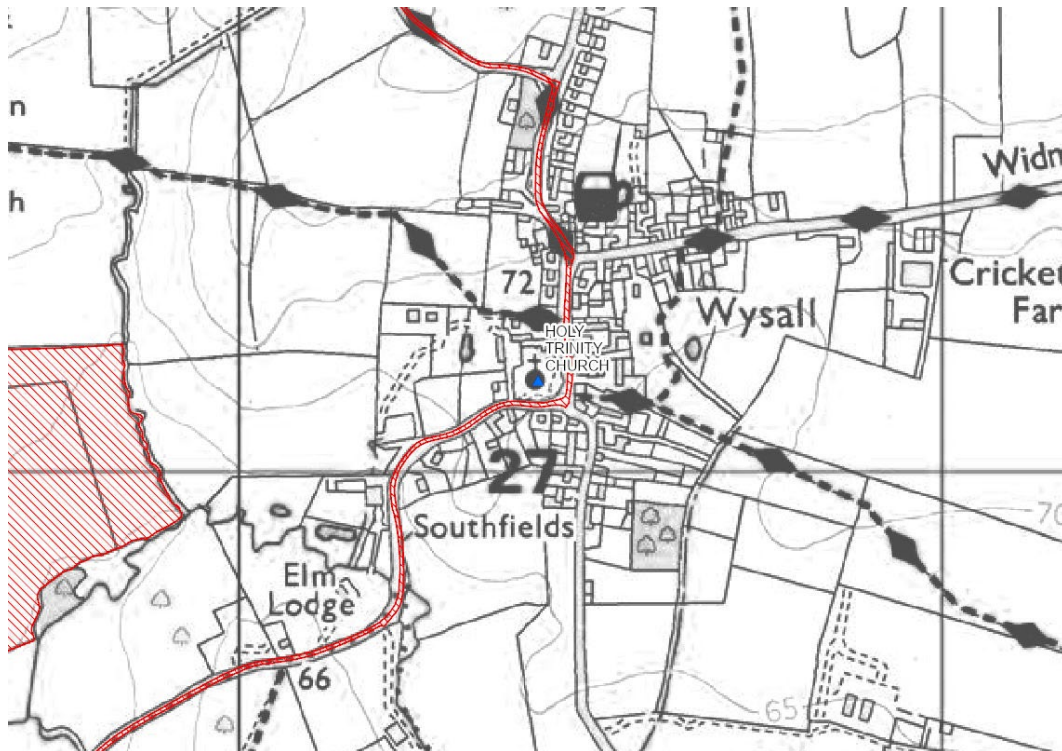 n
Widm
h
72
Wysall
Cricket
Far
HOLY
TRINITY
CHURCH
27
Southfields
70
Elm
Lodge
66
65